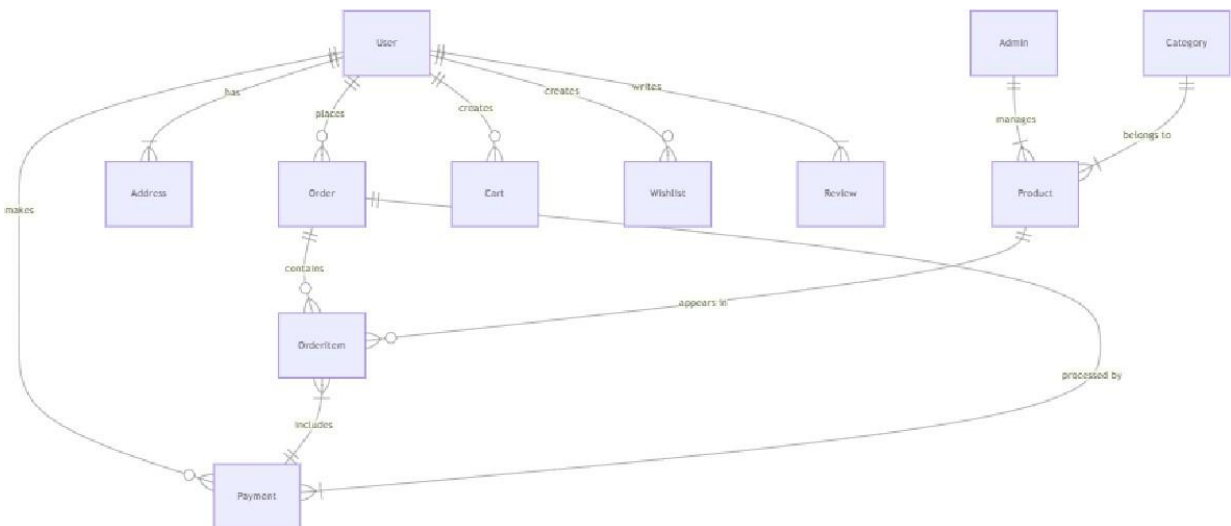 User
Admin
Category
has
places
creates
creates
writes
manages
belongs to
Address
Order
Cart
Wishlist
Review
Product
makes
contains
appears in
OrderItem
processed by
includes
Payment